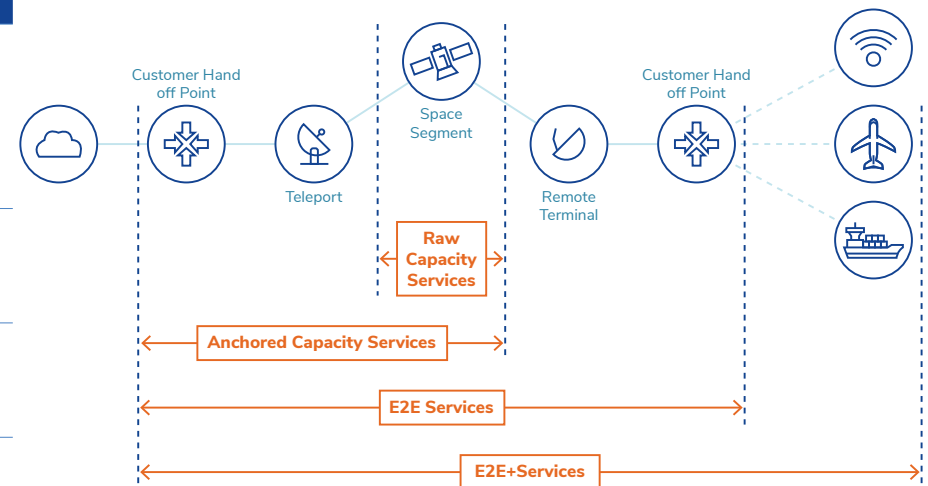 Customer Hand
off Point
Customer Hand
off Point
Space
Segment
Teleport
Remote
Terminal
Raw
Capacity
Services
Anchored Capacity Services
E2E Services
E2E+Services